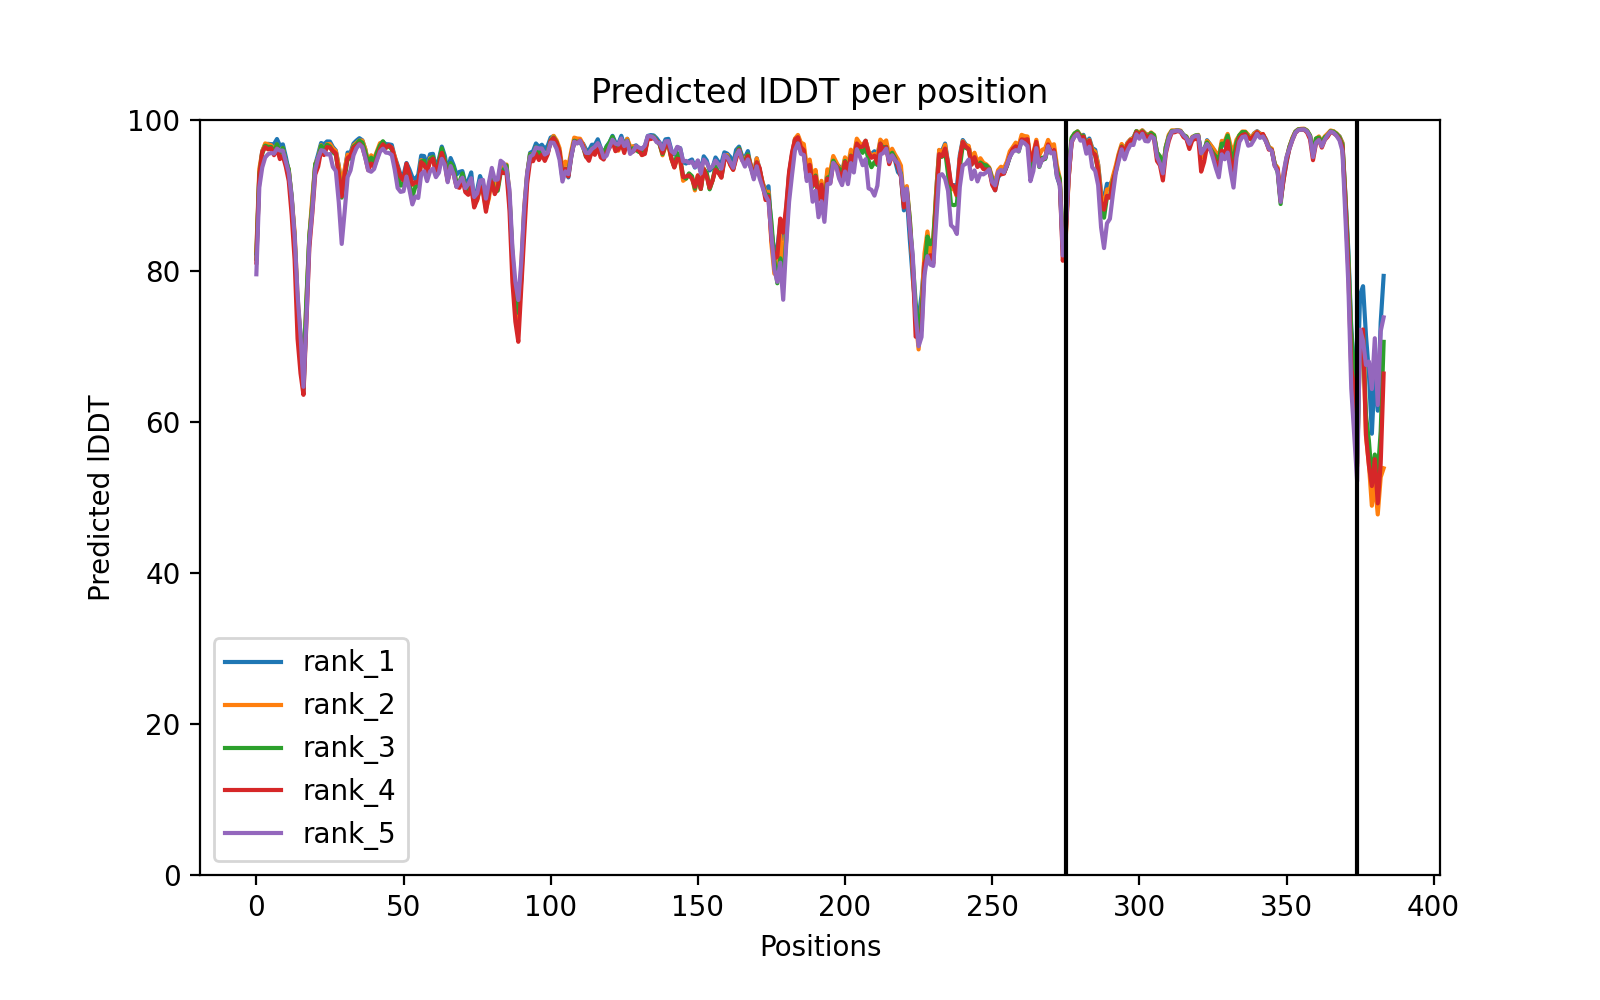 Predicted lDDT per position
100
80
60
40
20
0
Predicted lDDT
rank_1
rank_2
rank_3
rank_4
rank_5
0 50 100 150 200 250 300 350 400
Positions